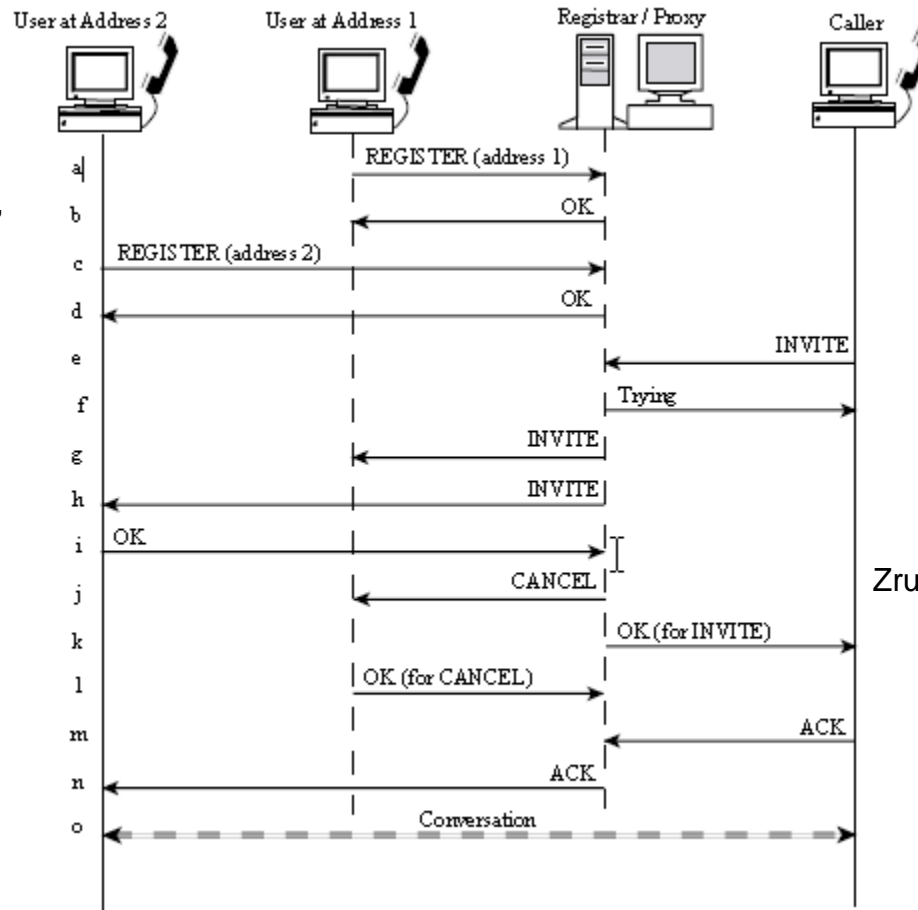 User at Address 2 User at Address 1 Registrar / Proxy Caller
a REGISTER (address 1)
b OK
c REGISTER (address 2)
d OK
e INVITE
f Trying
g INVITE
h INVITE
i OK
j CANCEL
Zru
k OK (for INVITE)
l OK (for CANCEL)
m ACK
n ACK
o Conversation